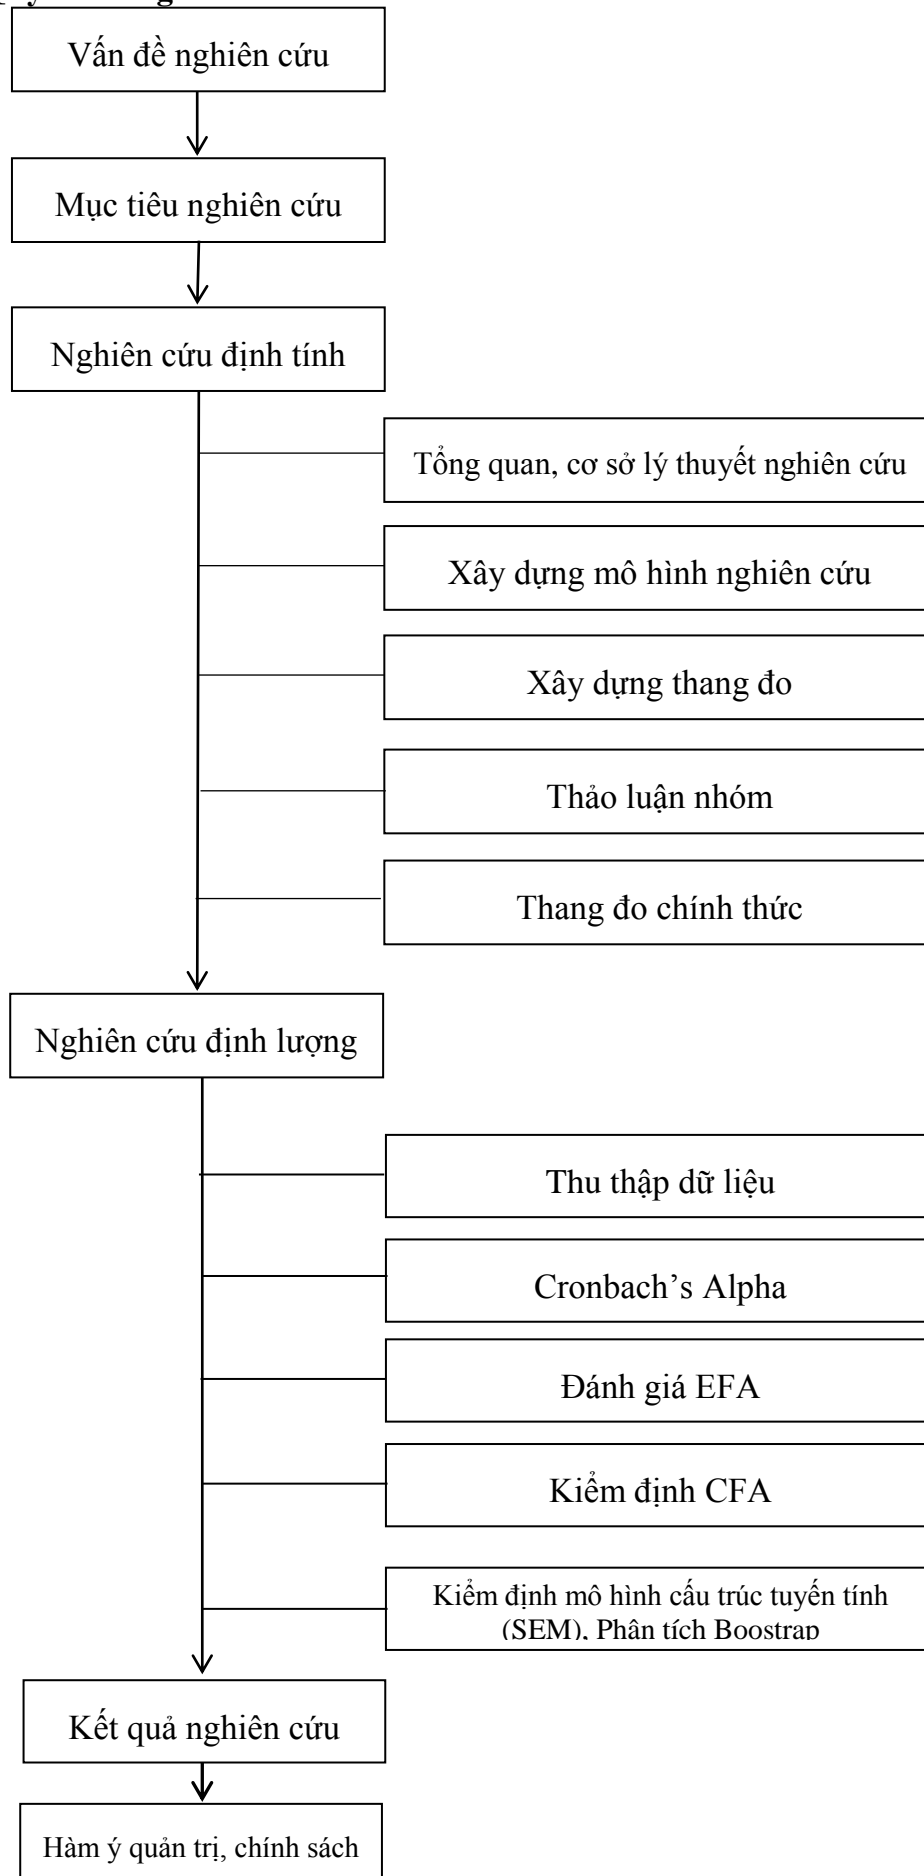 Vấn đề nghiên cứu
Mục tiêu nghiên cứu
Nghiên cứu định tính
Tổng quan, cơ sở lý thuyết nghiên cứu
Xây dựng mô hình nghiên cứu
Xây dựng thang đo
Thảo luận nhóm
Thang đo chính thức
Nghiên cứu định lượng
Thu thập dữ liệu
Cronbach’s Alpha
Đánh giá EFA
Kiểm định CFA
Kiểm định mô hình cấu trúc tuyến tính
(SEM), Phân tích Boostrap
Kết quả nghiên cứu
Hàm ý quản trị, chính sách